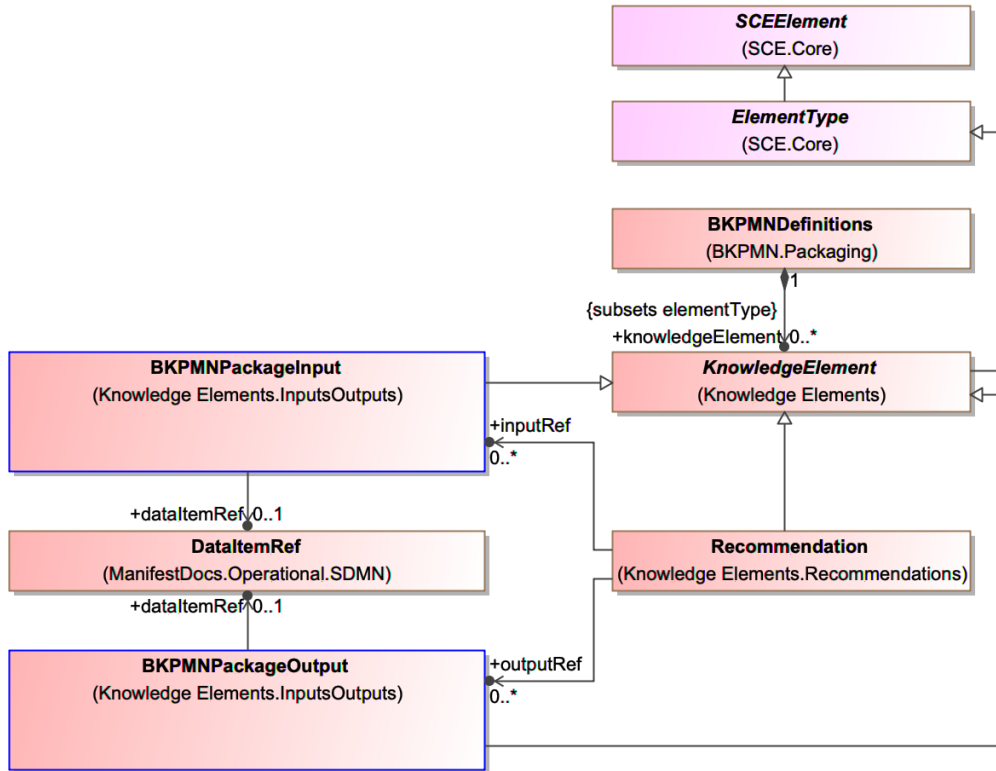 SCEElement
(SCE.Core)
ElementType
(SCE.Core)
BKPMNDefinitions
(BKPMN.Packaging)
1
{subsets elementType}
+knowledgeElement 0..*
BKPMNPackageInput
(Knowledge Elements.InputsOutputs)
KnowledgeElement
(Knowledge Elements)
+inputRef
0..*
+dataItemRef 0..1
DataItemRef
(ManifestDocs.Operational.SDMN)
Recommendation
(Knowledge Elements.Recommendations)
+dataItemRef 0..1
BKPMNPackageOutput
(Knowledge Elements.InputsOutputs)
+outputRef
0..*